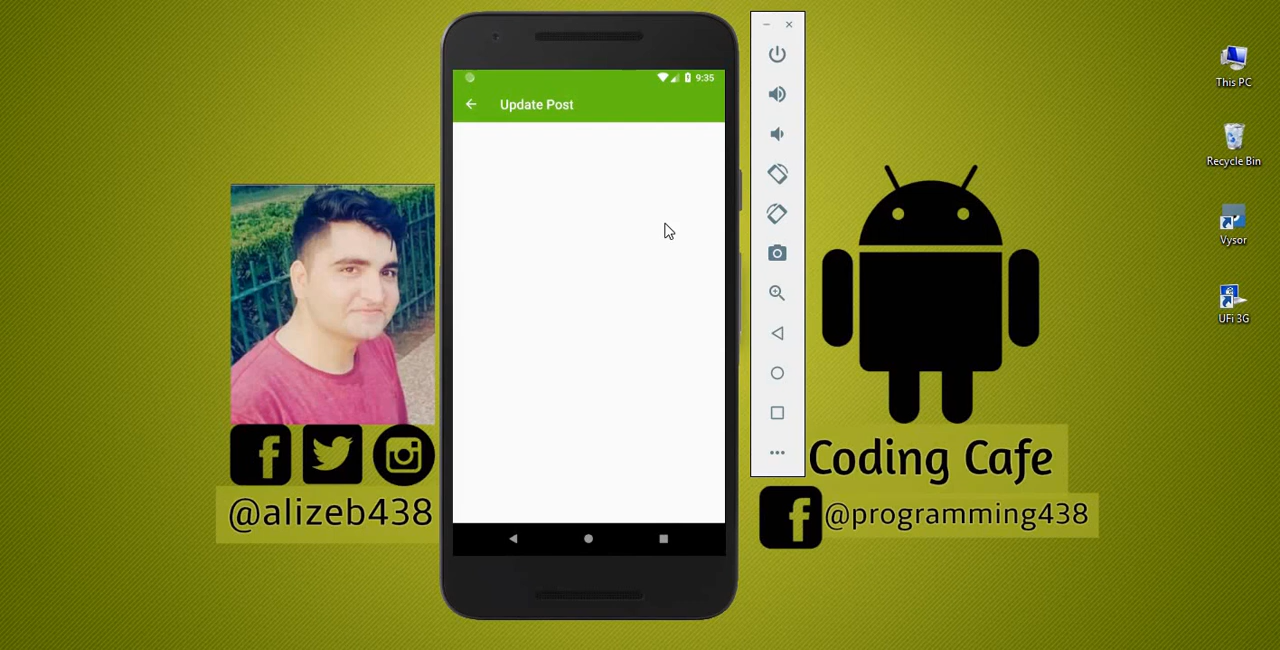 9:35
Update Post
This PC
Recycle Bin
Vysor
UFi 3G
@alizeb438
Coding Cafe
@programming438